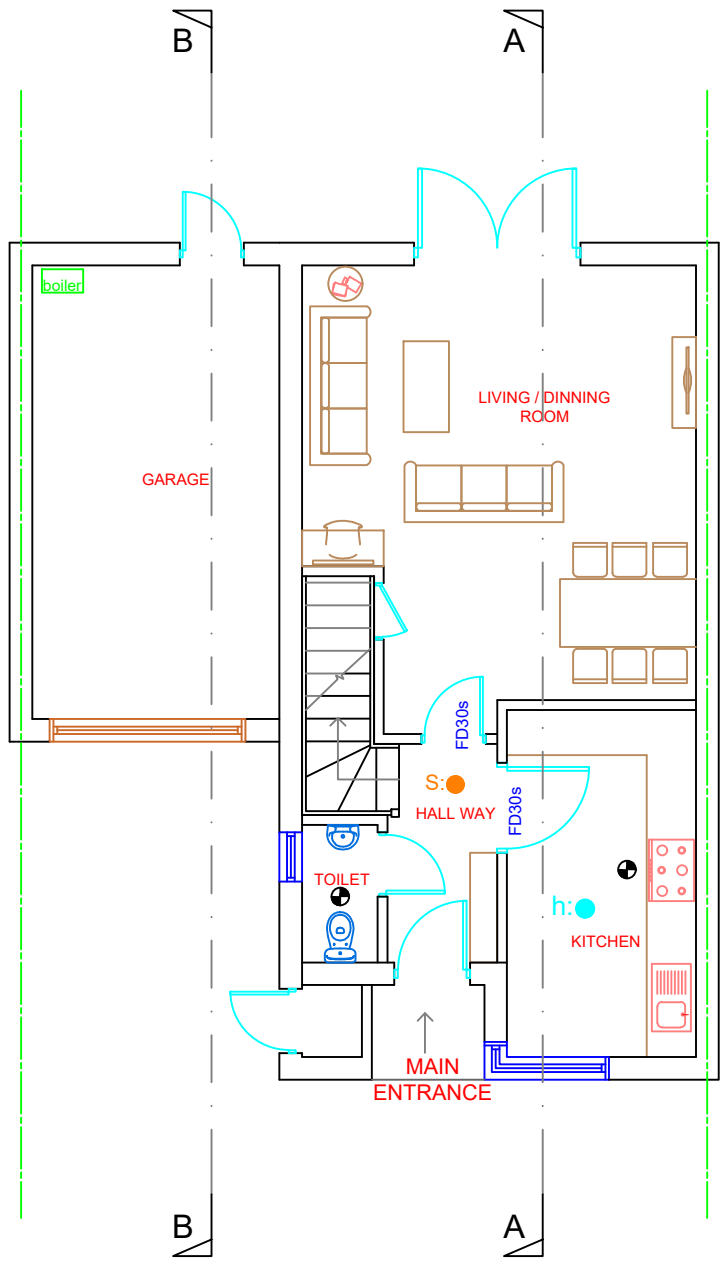 B
A
boiler
LIVING / DINNING
ROOM
GARAGE
FD30s
S:
HALL WAY
FD30s
TOILET
h:
KITCHEN
MAIN
ENTRANCE
B
A